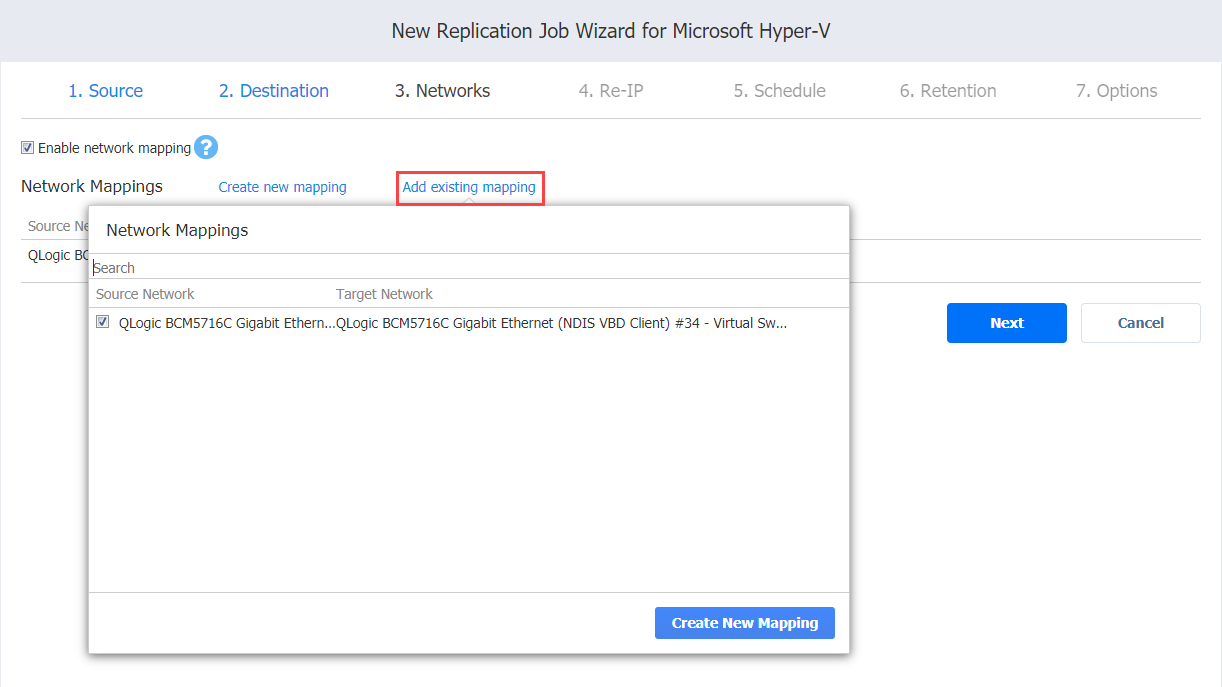 New Replication Job Wizard for Microsoft Hyper-V
1. Source 2. Destination 3. Networks 4. Re-IP 5. Schedule 6. Retention 7. Options
Enable network mapping ?
Network Mappings Create new mapping Add existing mapping
Source Ne
QLogic BC
Network Mappings
Search
Source Network Target Network
QLogic BCM5716C Gigabit Ethern... QLogic BCM5716C Gigabit Ethernet (NDIS VBD Client) #34 - Virtual Sw...
Create New Mapping
Next Cancel